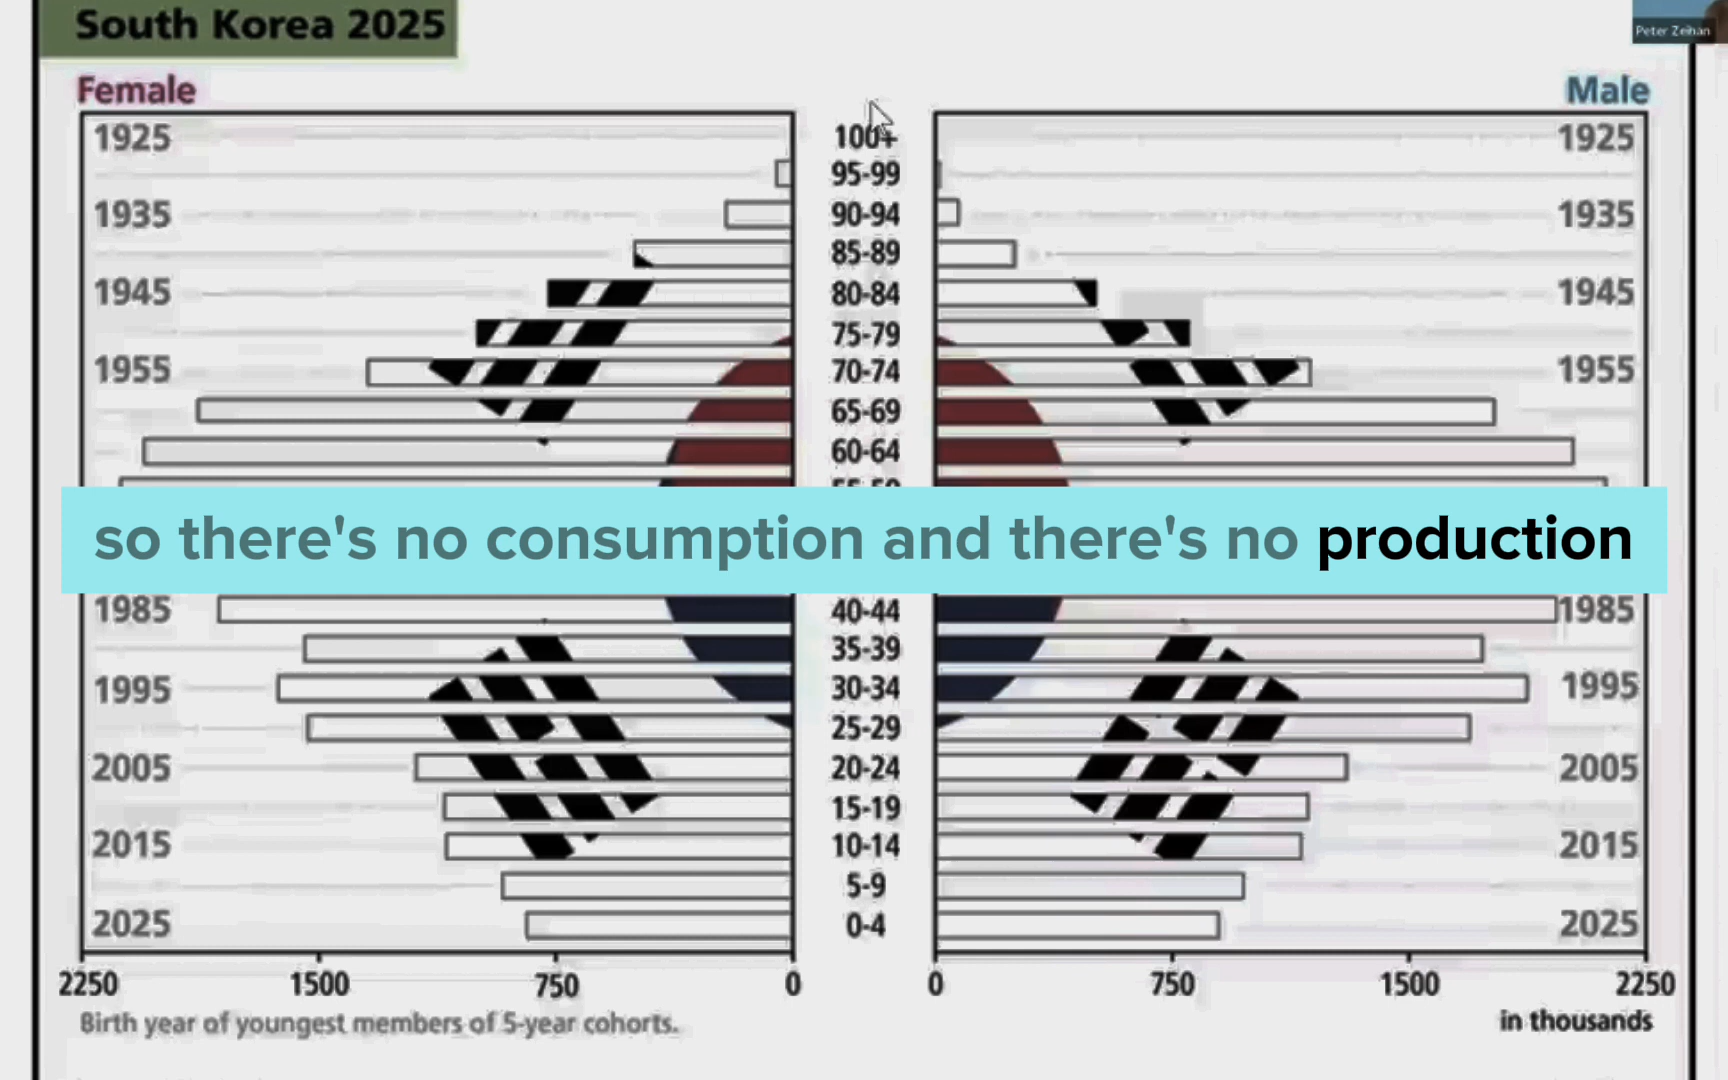 South Korea 2025
Peter Zeihan
Female
Male
1925 100+ 1925
95-99
1935 90-94 1935
85-89
1945 80-84 1945
75-79
1955 70-74 1955
65-69
60-64
so there's no consumption and there's no production
1985 40-44 1985
35-39
1995 30-34 1995
25-29
2005 20-24 2005
15-19
2015 10-14 2015
5-9
2025 0-4 2025
2250 1500 750 0 0 750 1500 2250
Birth year of youngest members of 5-year cohorts. in thousands